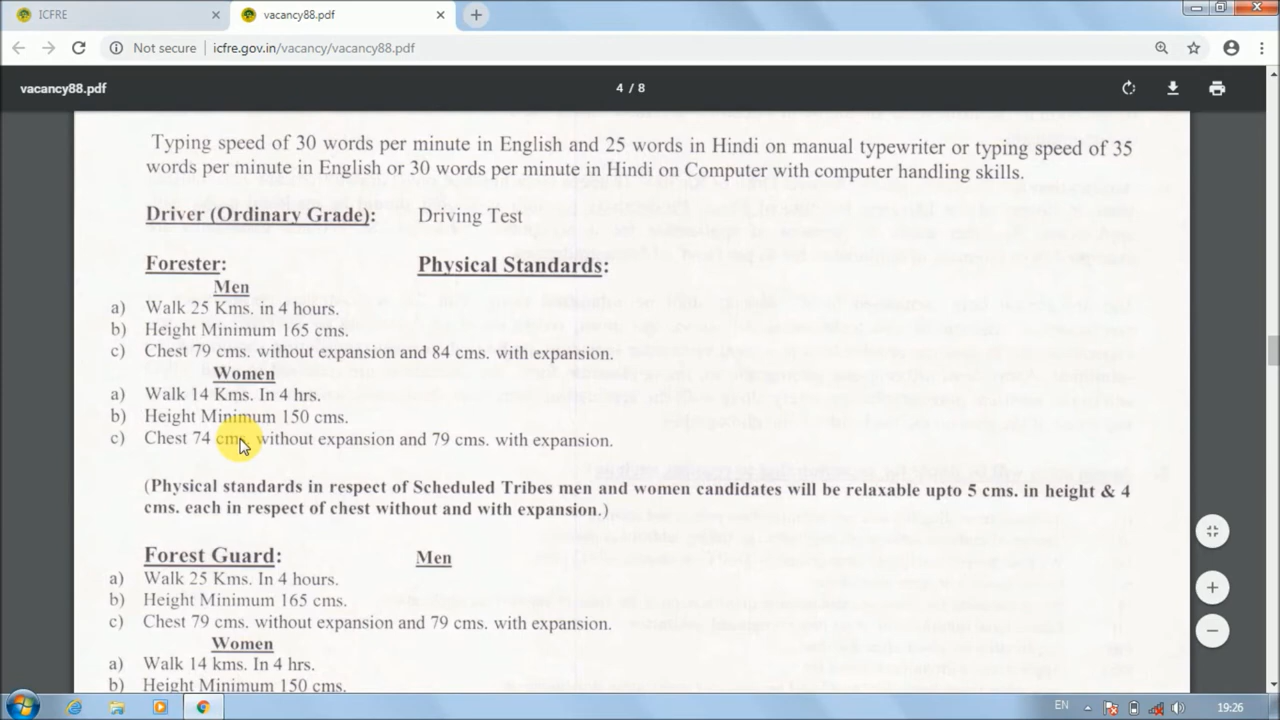 ICFRE
vacancy88.pdf
Not secure
icfre.gov.in/vacancy/vacancy88.pdf
vacancy88.pdf
4 / 8
Typing speed of 30 words per minute in English and 25 words in Hindi on manual typewriter or typing speed of 35
words per minute in English or 30 words per minute in Hindi on Computer with computer handling skills.
Driver (Ordinary Grade): Driving Test
Forester: Physical Standards:
Men
a) Walk 25 Kms. in 4 hours.
b) Height Minimum 165 cms.
c) Chest 79 cms. without expansion and 84 cms. with expansion.
Women
a) Walk 14 Kms. In 4 hrs.
b) Height Minimum 150 cms.
c) Chest 74 cms. without expansion and 79 cms. with expansion.
(Physical standards in respect of Scheduled Tribes men and women candidates will be relaxable upto 5 cms. in height & 4
cms. each in respect of chest without and with expansion.)
Forest Guard: Men
a) Walk 25 Kms. In 4 hours.
b) Height Minimum 165 cms.
c) Chest 79 cms. without expansion and 79 cms. with expansion.
Women
a) Walk 14 kms. In 4 hrs.
b) Height Minimum 150 cms.
EN
19:26